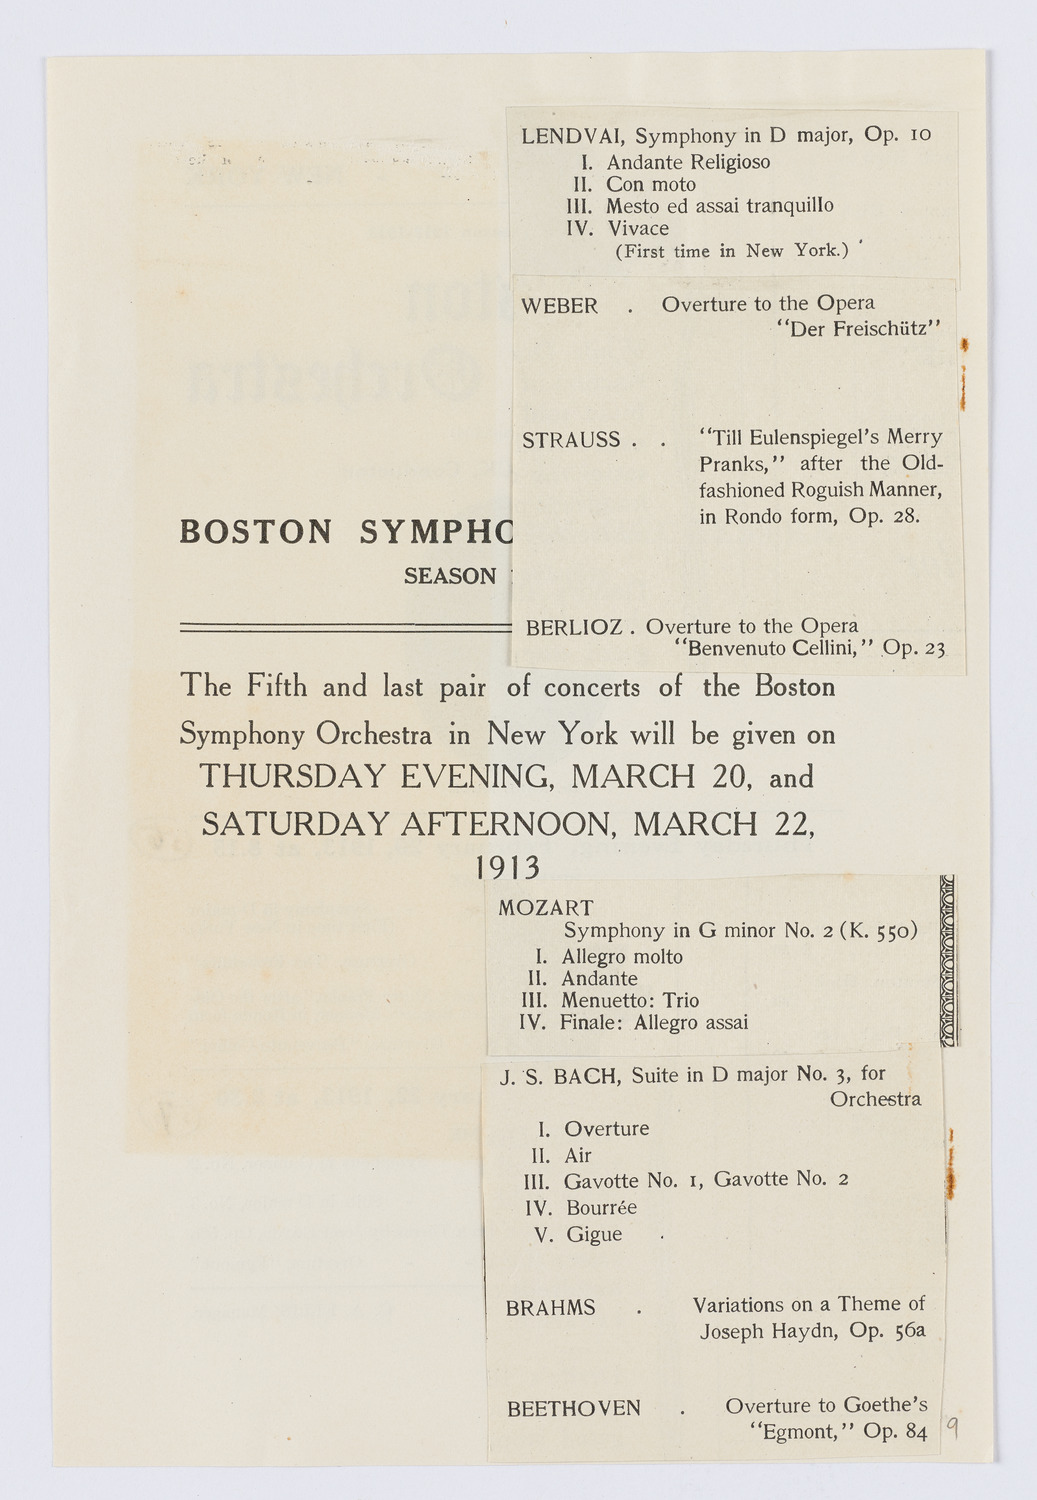 LENDVAI, Symphony in D major, Op. 10
I. Andante Religioso
II. Con moto
III. Mesto ed assai tranquillo
IV. Vivace
(First time in New York.)
WEBER . Overture to the Opera
"Der Freischütz"
STRAUSS . . "Till Eulenspiegel's Merry
Pranks," after the Old-
fashioned Roguish Manner,
in Rondo form, Op. 28.
BOSTON SYMPHO
SEASON
BERLIOZ . Overture to the Opera
"Benvenuto Cellini," Op. 23
The Fifth and last pair of concerts of the Boston
Symphony Orchestra in New York will be given on
THURSDAY EVENING, MARCH 20, and
SATURDAY AFTERNOON, MARCH 22,
1913
MOZART
Symphony in G minor No. 2 (K. 550)
I. Allegro molto
II. Andante
III. Menuetto: Trio
IV. Finale: Allegro assai
J. S. BACH, Suite in D major No. 3, for
Orchestra
I. Overture
II. Air
III. Gavotte No. 1, Gavotte No. 2
IV. Bourrée
V. Gigue
BRAHMS . Variations on a Theme of
Joseph Haydn, Op. 56a
BEETHOVEN . Overture to Goethe's
"Egmont," Op. 84
9